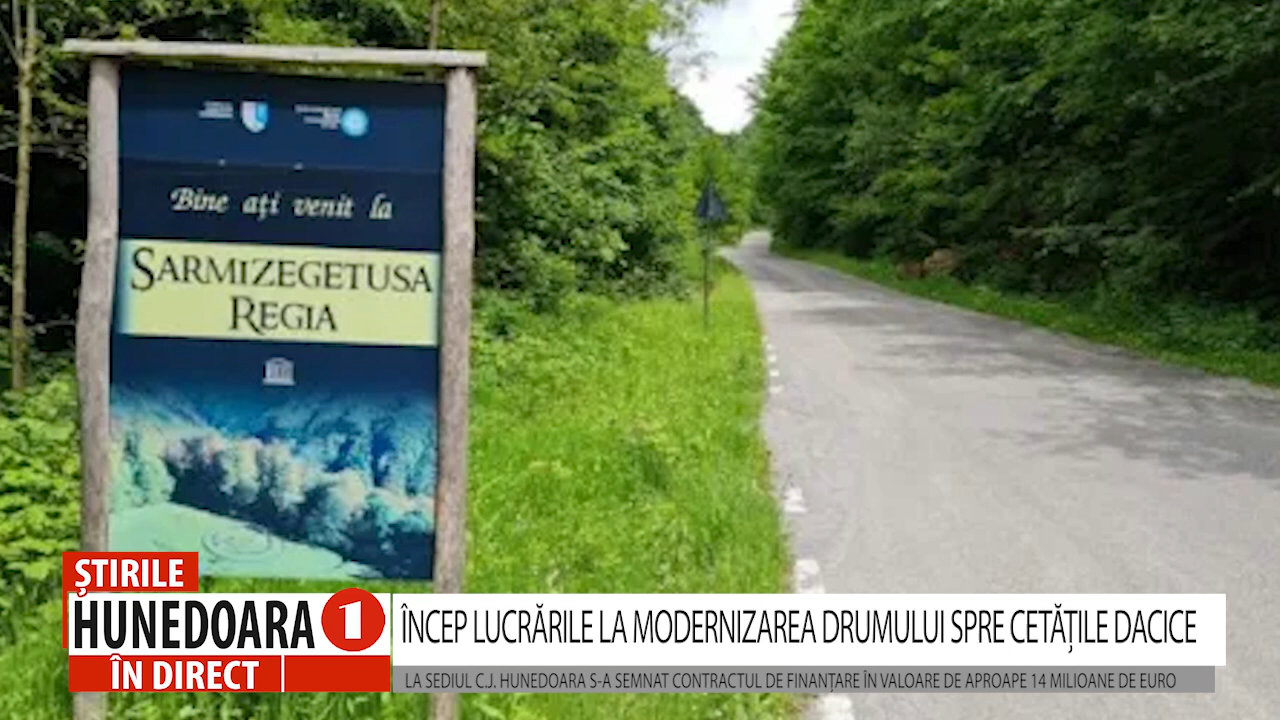 Bine ați venit la
SARMIZEGETUSA
REGIA
ȘTIRILE
HUNEDOARA 1
ÎN DIRECT
ÎNCEP LUCRĂRILE LA MODERNIZAREA DRUMULUI SPRE CETĂȚILE DACICE
LA SEDIUL C.J. HUNEDOARA S-A SEMNAT CONTRACTUL DE FINANȚARE ÎN VALOARE DE APROAPE 14 MILIOANE DE EURO